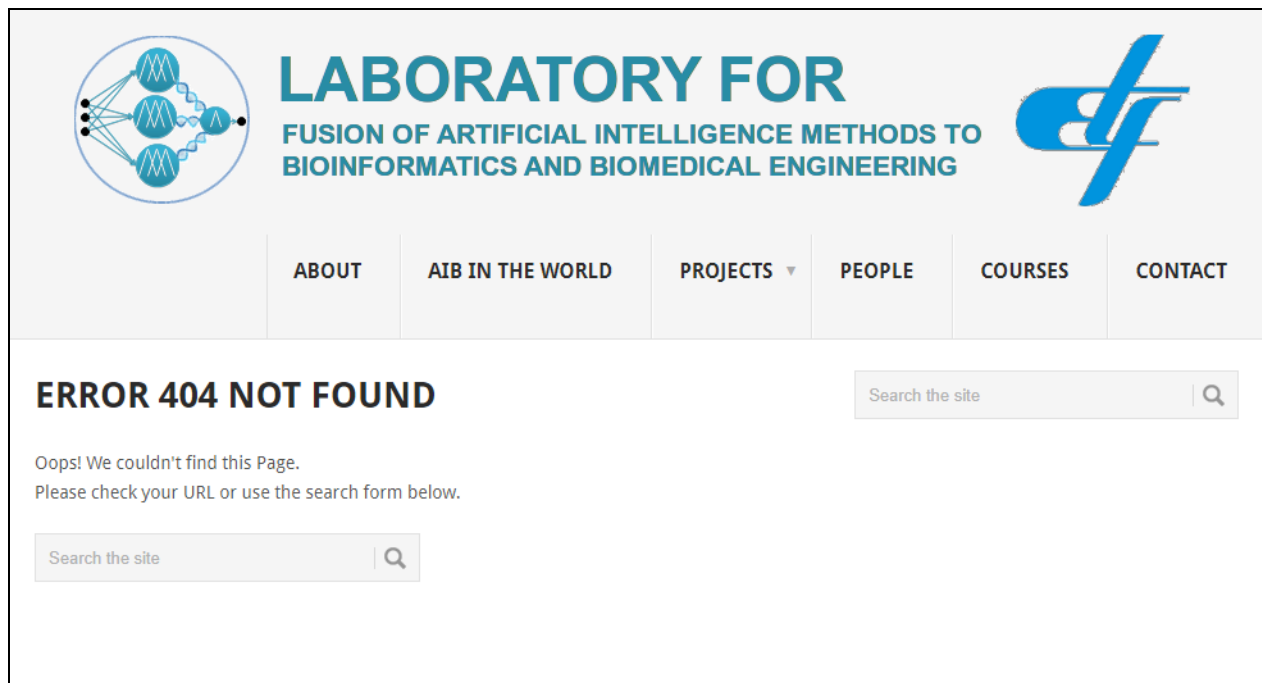 LABORATORY FOR
FUSION OF ARTIFICIAL INTELLIGENCE METHODS TO
BIOINFORMATICS AND BIOMEDICAL ENGINEERING
ABOUT
AIB IN THE WORLD
PROJECTS
PEOPLE
COURSES
CONTACT
ERROR 404 NOT FOUND
Search the site
Oops! We couldn't find this Page.
Please check your URL or use the search form below.
Search the site